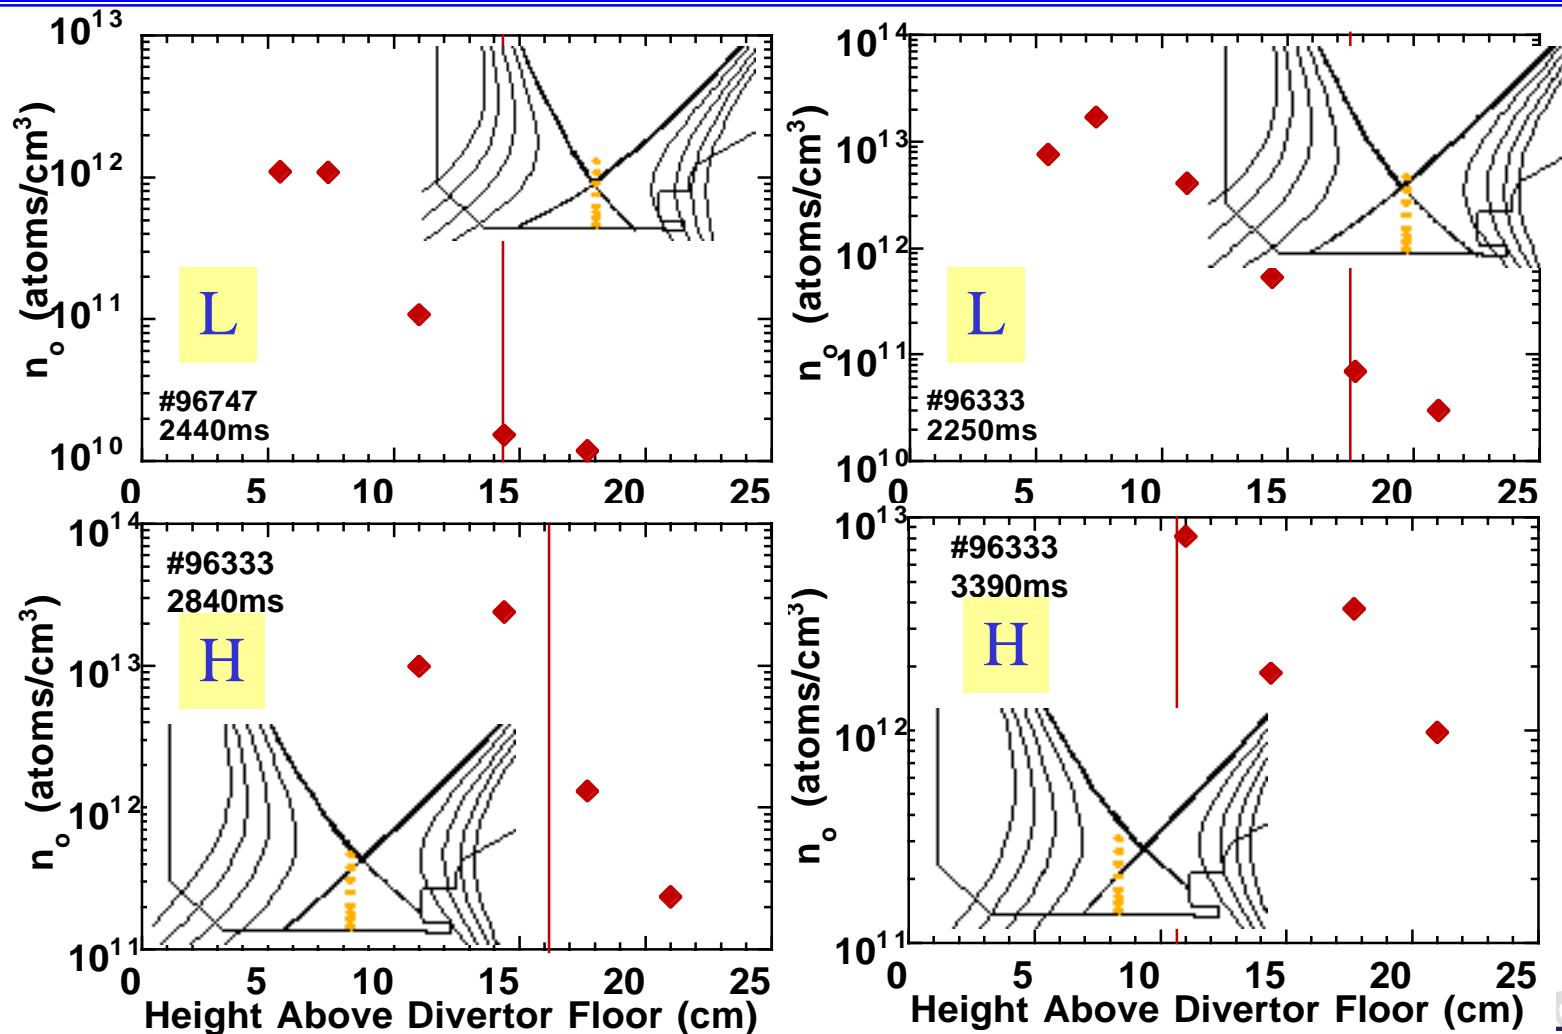 10^13
10^12
10^11
10^10
n_o (atoms/cm^3)
L
#96747
2440ms
0 5 10 15 20 25
10^14
10^13
10^12
10^11
10^10
n_o (atoms/cm^3)
L
#96333
2250ms
0 5 10 15 20 25
10^14
10^13
10^12
10^11
n_o (atoms/cm^3)
#96333
2840ms
H
0 5 10 15 20 25
Height Above Divertor Floor (cm)
10^13
10^12
10^11
n_o (atoms/cm^3)
#96333
3390ms
H
0 5 10 15 20 25
Height Above Divertor Floor (cm)